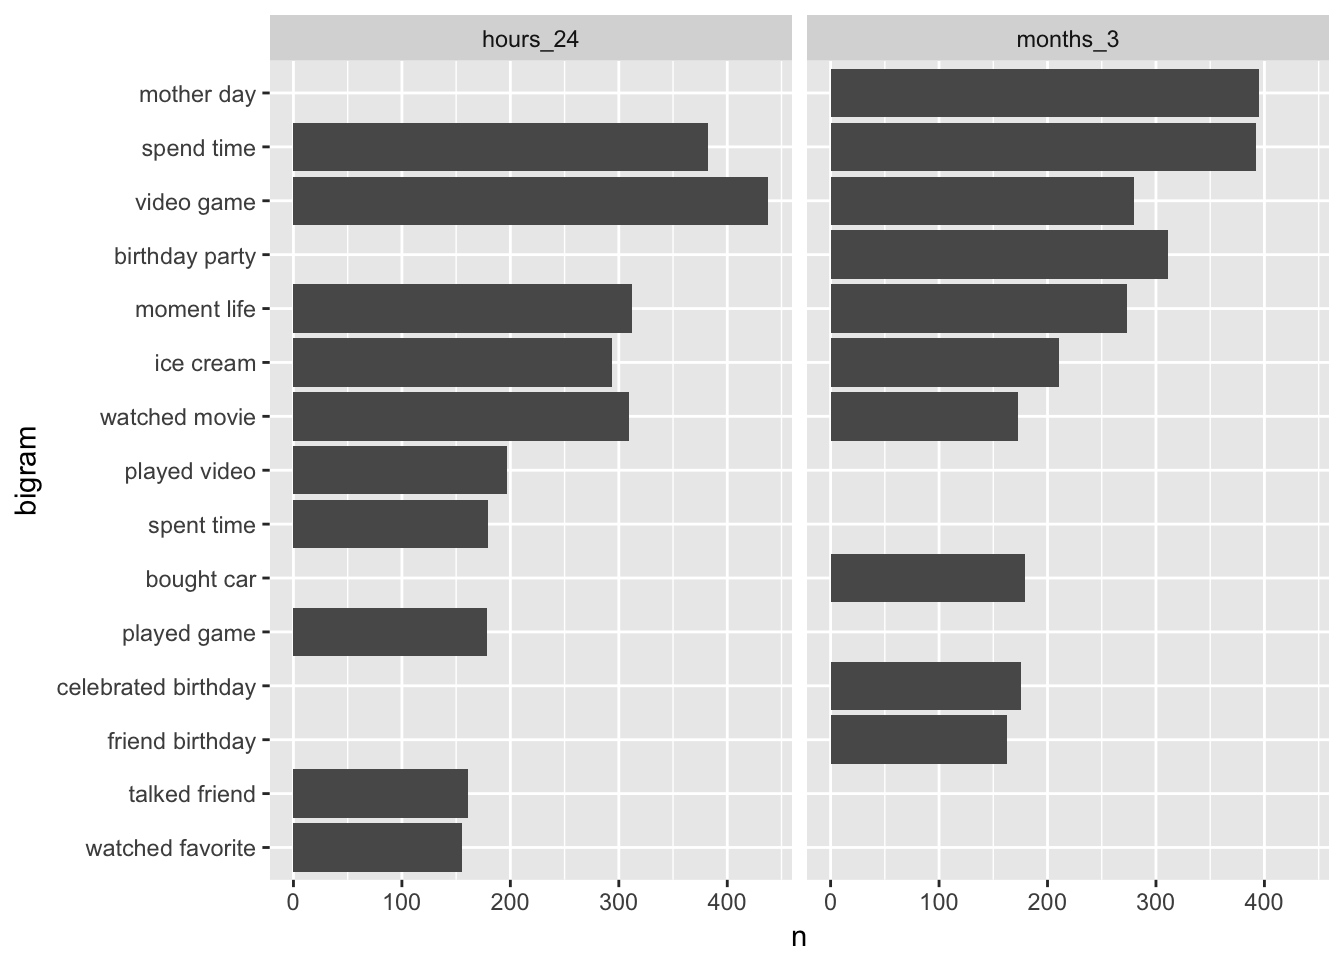 hours_24
months_3
mother day
spend time
video game
birthday party
moment life
ice cream
watched movie
played video
spent time
bought car
played game
celebrated birthday
friend birthday
talked friend
watched favorite
bigram
0 100 200 300 400
0 100 200 300 400
n